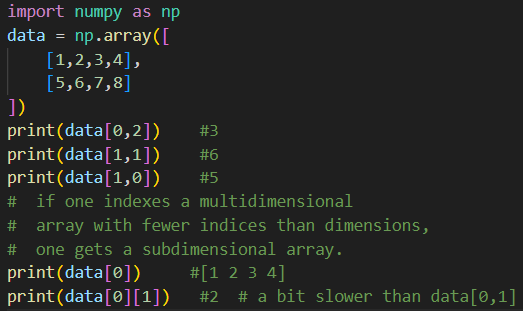 import numpy as np
data = np.array([
    [1,2,3,4],
    [5,6,7,8]
])
print(data[0,2])    #3
print(data[1,1])    #6
print(data[1,0])    #5
#  if one indexes a multidimensional
#  array with fewer indices than dimensions,
#  one gets a subdimensional array.
print(data[0])     #[1 2 3 4]
print(data[0][1])   #2  # a bit slower than data[0,1]